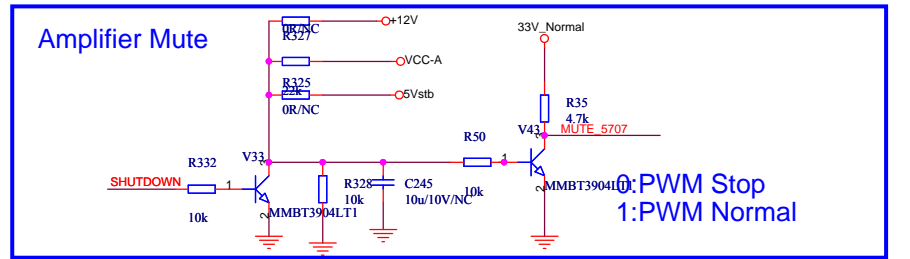 Amplifier Mute
0R/NC
R327
+12V
VCC-A
R325
22k
5Vstb
0R/NC
33V_Normal
R35
4.7k
MUTE_5707
R50
V43
3
1
10k
MMBT3904LT1
2
R332
V33
3
SHUTDOWN
1
10k
2
MMBT3904LT1
R328
10k
C245
10u/10V/NC
0:PWM Stop
1:PWM Normal